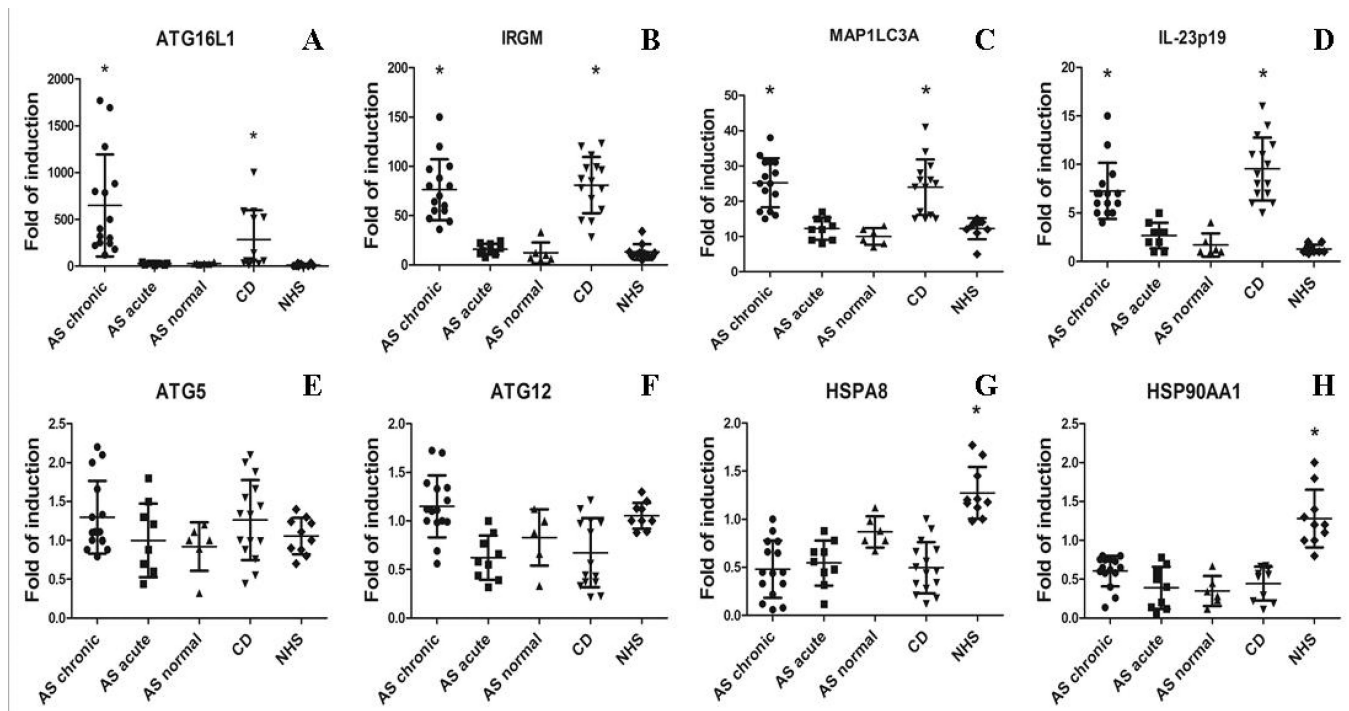 ATG16L1 A
Fold of induction
2000
1500
1000
500
0
*
*
AS chronic
AS acute
AS normal
CD
NHS
IRGM B
Fold of induction
200
150
100
50
0
*
*
AS chronic
AS acute
AS normal
CD
NHS
MAP1LC3A C
Fold of induction
50
40
30
20
10
0
*
*
AS chronic
AS acute
AS normal
CD
NHS
IL-23p19 D
Fold of induction
20
15
10
5
0
*
*
AS chronic
AS acute
AS normal
CD
NHS
ATG5 E
Fold of induction
2.5
2.0
1.5
1.0
0.5
0.0
AS chronic
AS acute
AS normal
CD
NHS
ATG12 F
Fold of induction
2.0
1.5
1.0
0.5
0.0
AS chronic
AS acute
AS normal
CD
NHS
HSPA8 G
Fold of induction
2.0
1.5
1.0
0.5
0.0
*
AS chronic
AS acute
AS normal
CD
NHS
HSP90AA1 H
Fold of induction
2.5
2.0
1.5
1.0
0.5
0.0
*
AS chronic
AS acute
AS normal
CD
NHS